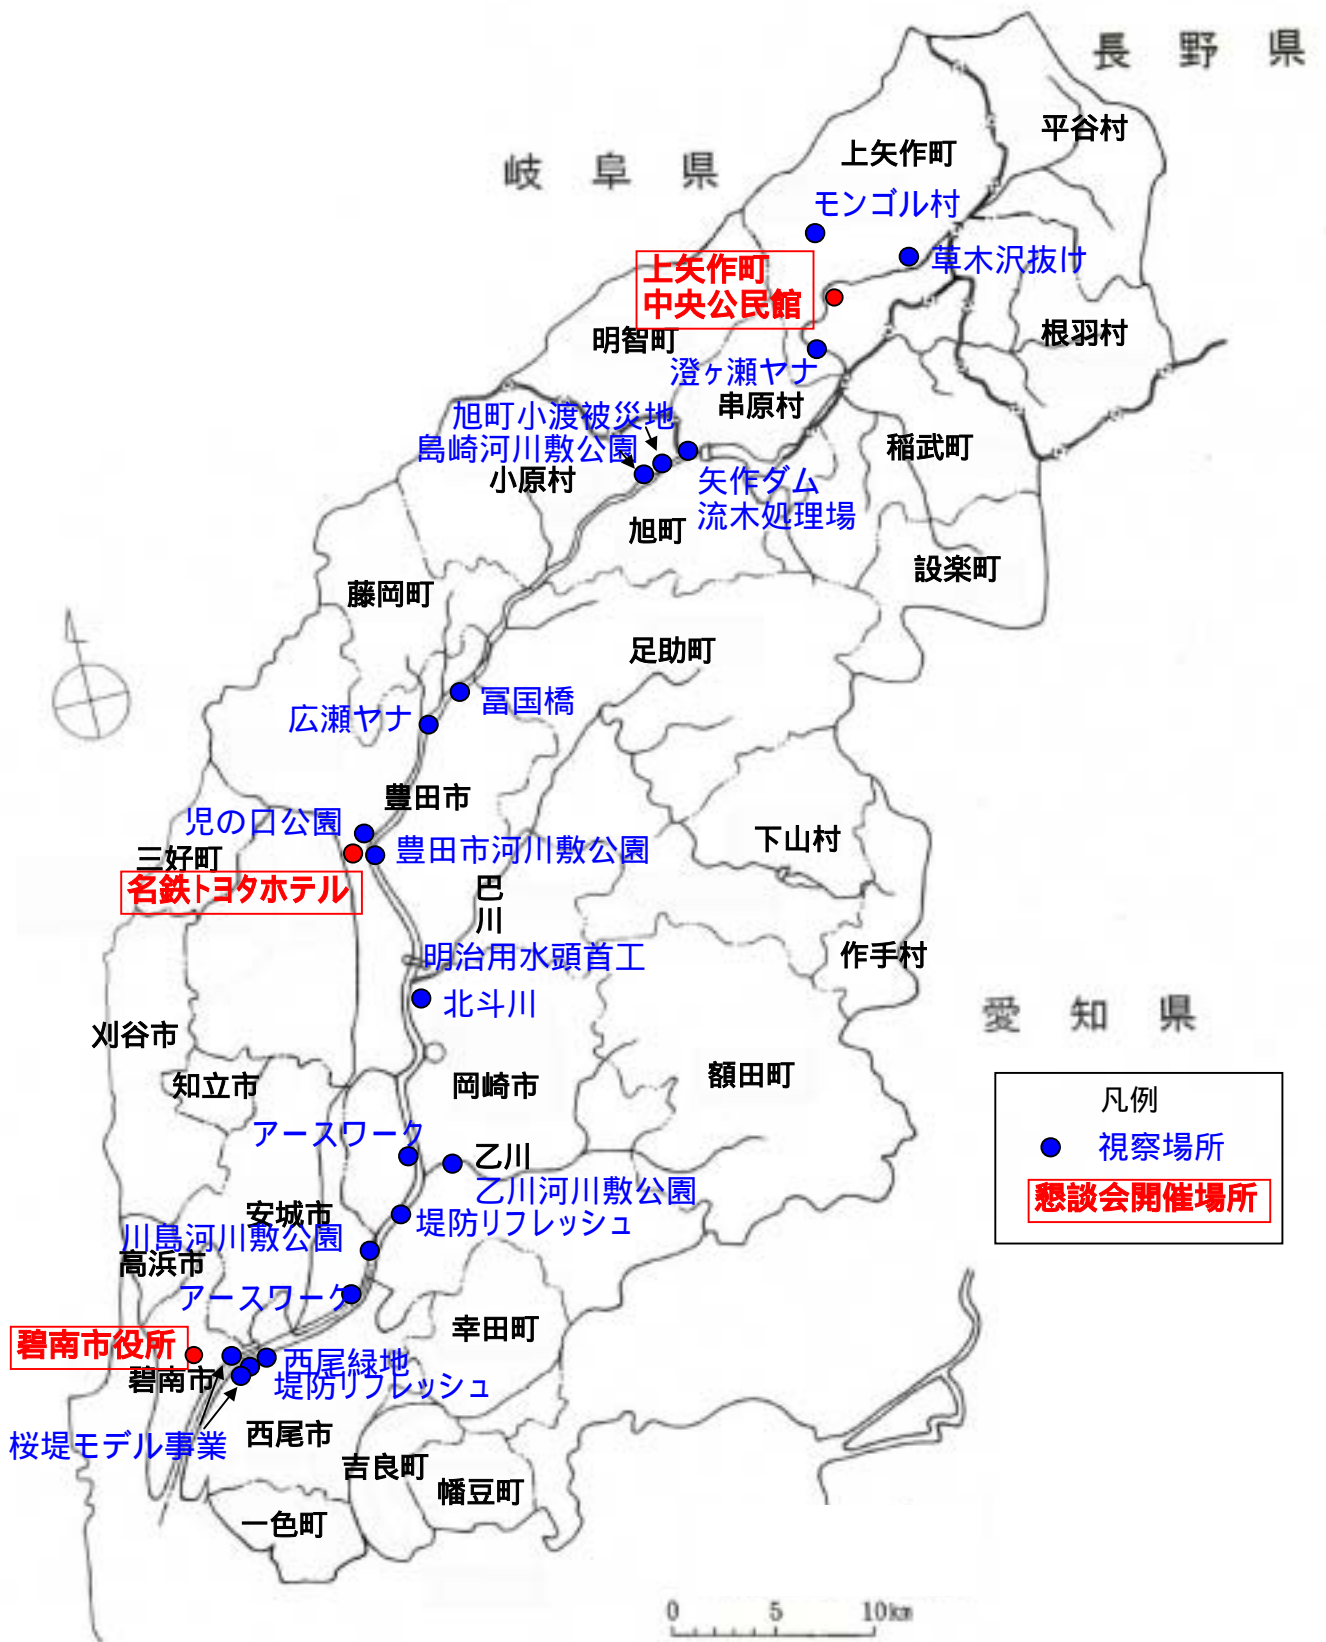 長野県
平谷村
上矢作町
岐阜県
モンゴル村
草木沢抜け
上矢作町
中央公民館
明智町
根羽村
澄ヶ瀬ヤナ
串原村
旭町小渡被災地
島崎河川敷公園
小原村
稲武町
矢作ダム
流木処理場
旭町
設楽町
藤岡町
足助町
冨国橋
広瀬ヤナ
豊田市
児の口公園
豊田市河川敷公園
三好町
名鉄トヨタホテル
下山村
巴川
明治用水頭首工
作手村
北斗川
愛知県
刈谷市
知立市
岡崎市
額田町
凡例
視察場所
懇談会開催場所
アースワーク
乙川
乙川河川敷公園
安城市
堤防リフレッシュ
川島河川敷公園
高浜市
アースワーク
幸田町
碧南市役所
碧南市
西尾緑地
堤防リフレッシュ
桜堤モデル事業
西尾市
吉良町
幡豆町
一色町
0 5 10km